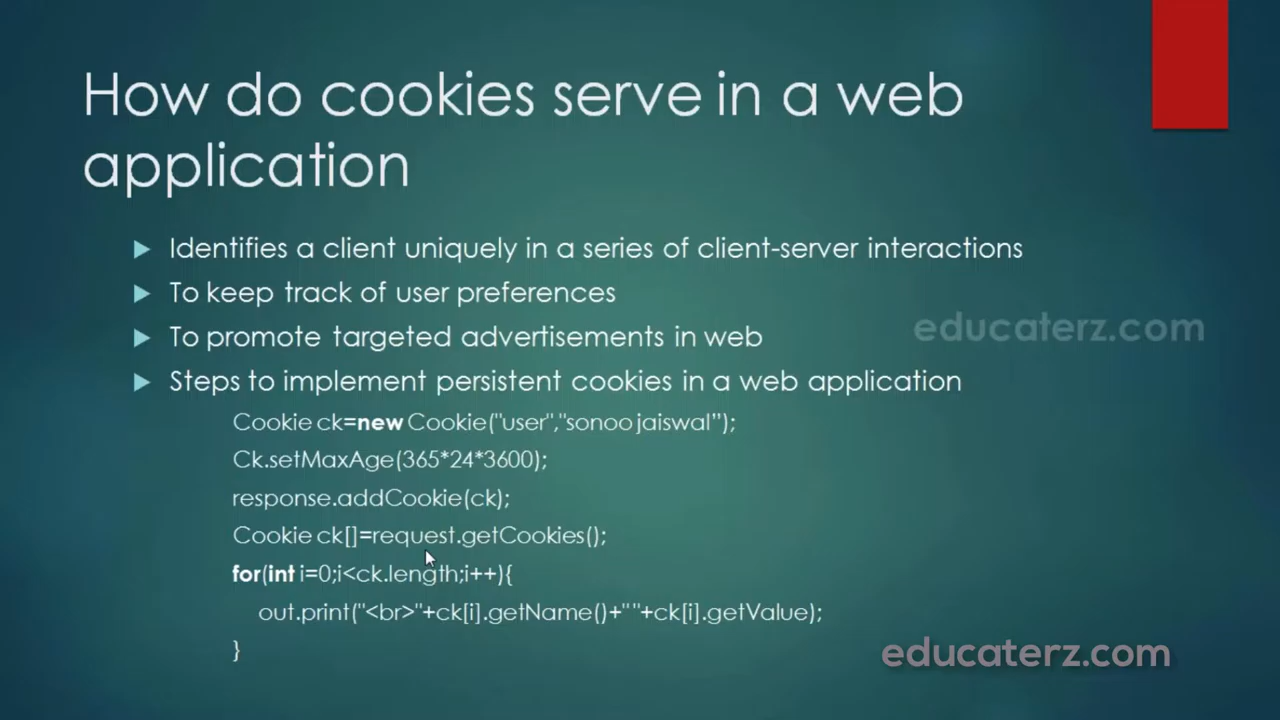 How do cookies serve in a web
application
Identifies a client uniquely in a series of client-server interactions
To keep track of user preferences
educaterz.com
To promote targeted advertisements in web
Steps to implement persistent cookies in a web application
Cookie ck=new Cookie("user","sonoo jaiswal”);
Ck.setMaxAge(365*24*3600);
response.addCookie(ck);
Cookie ck[]=request.getCookies();
for(int i=0;i<ck.length;i++){
out.print("<br>"+ck[i].getName()+" "+ck[i].getValue);
}
educaterz.com